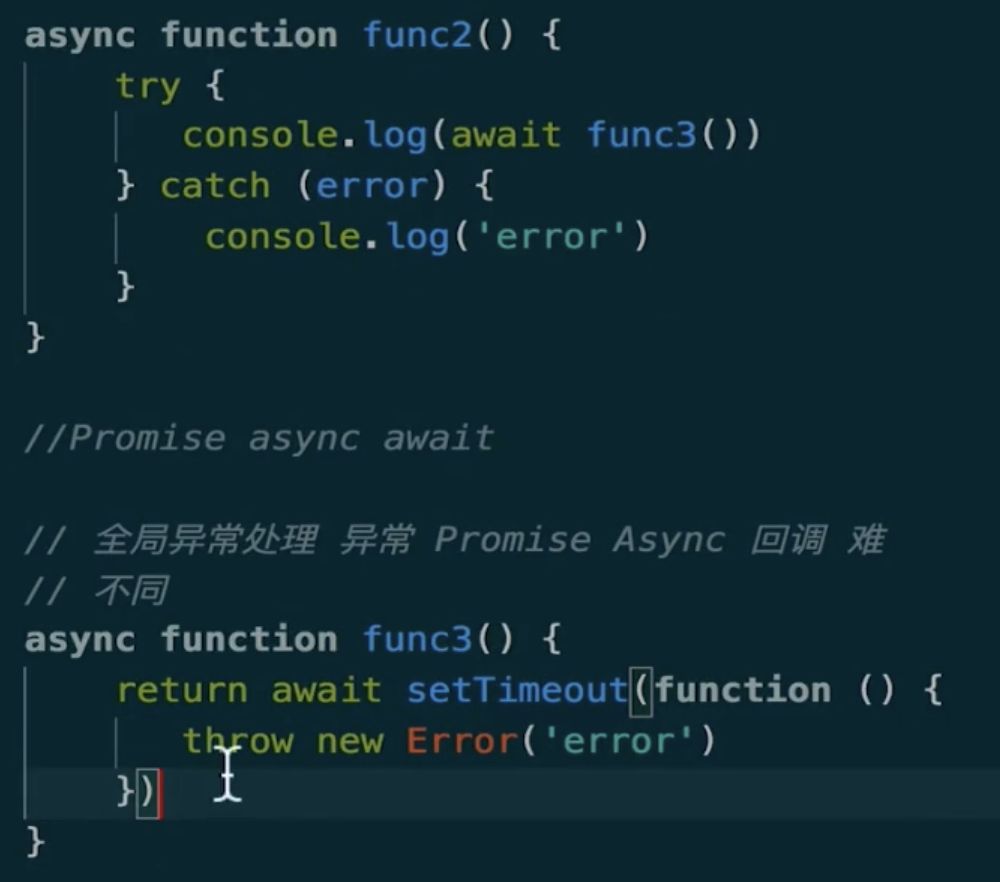 async function func2() {
    try {
       console.log(await func3())
    } catch (error) {
        console.log('error')
    }
}
//Promise async await
// 全局异常处理 异常 Promise Async 回调 难
// 不同
async function func3() {
    return await setTimeout(function () {
       throw new Error('error')
    })
}